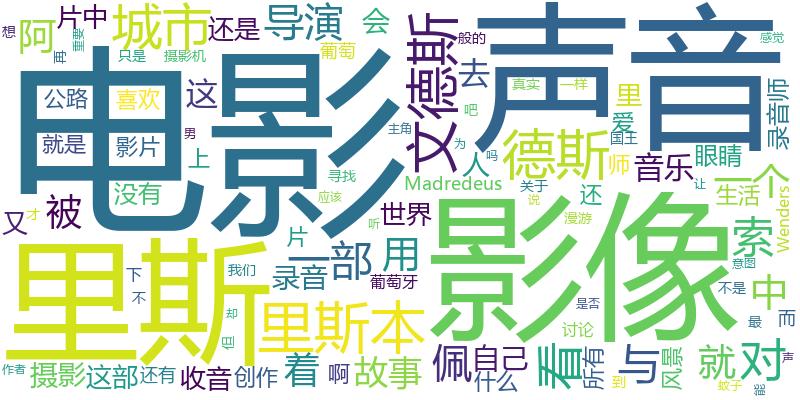 电影
声音
影像
里斯
里斯本
文德斯
德斯
城市
导演
阿
片中
还是
会
葡萄
这
去
般的
想
再
重要
只是
摄影机
公路
喜欢
就是
影片
男
上
没有
又
才
被
寻找
应该
主角
吧
为
吗
听
人
Madredeus
世界
真实
一样
感觉
里
爱
国王
录音师
师
音乐
眼睛
让
一个
关于
说
还
漫游
生活
Wenders
索
意图
中
不是
是否
讨论
最
而
片
一部
用
我们
录音
葡萄牙
下
不
但
却
作者
摄影
这部
还有
收音
创作
着
啊
故事
佩
自己
什么
看
所有
与
到
风景
就
蚊子
对
能
声